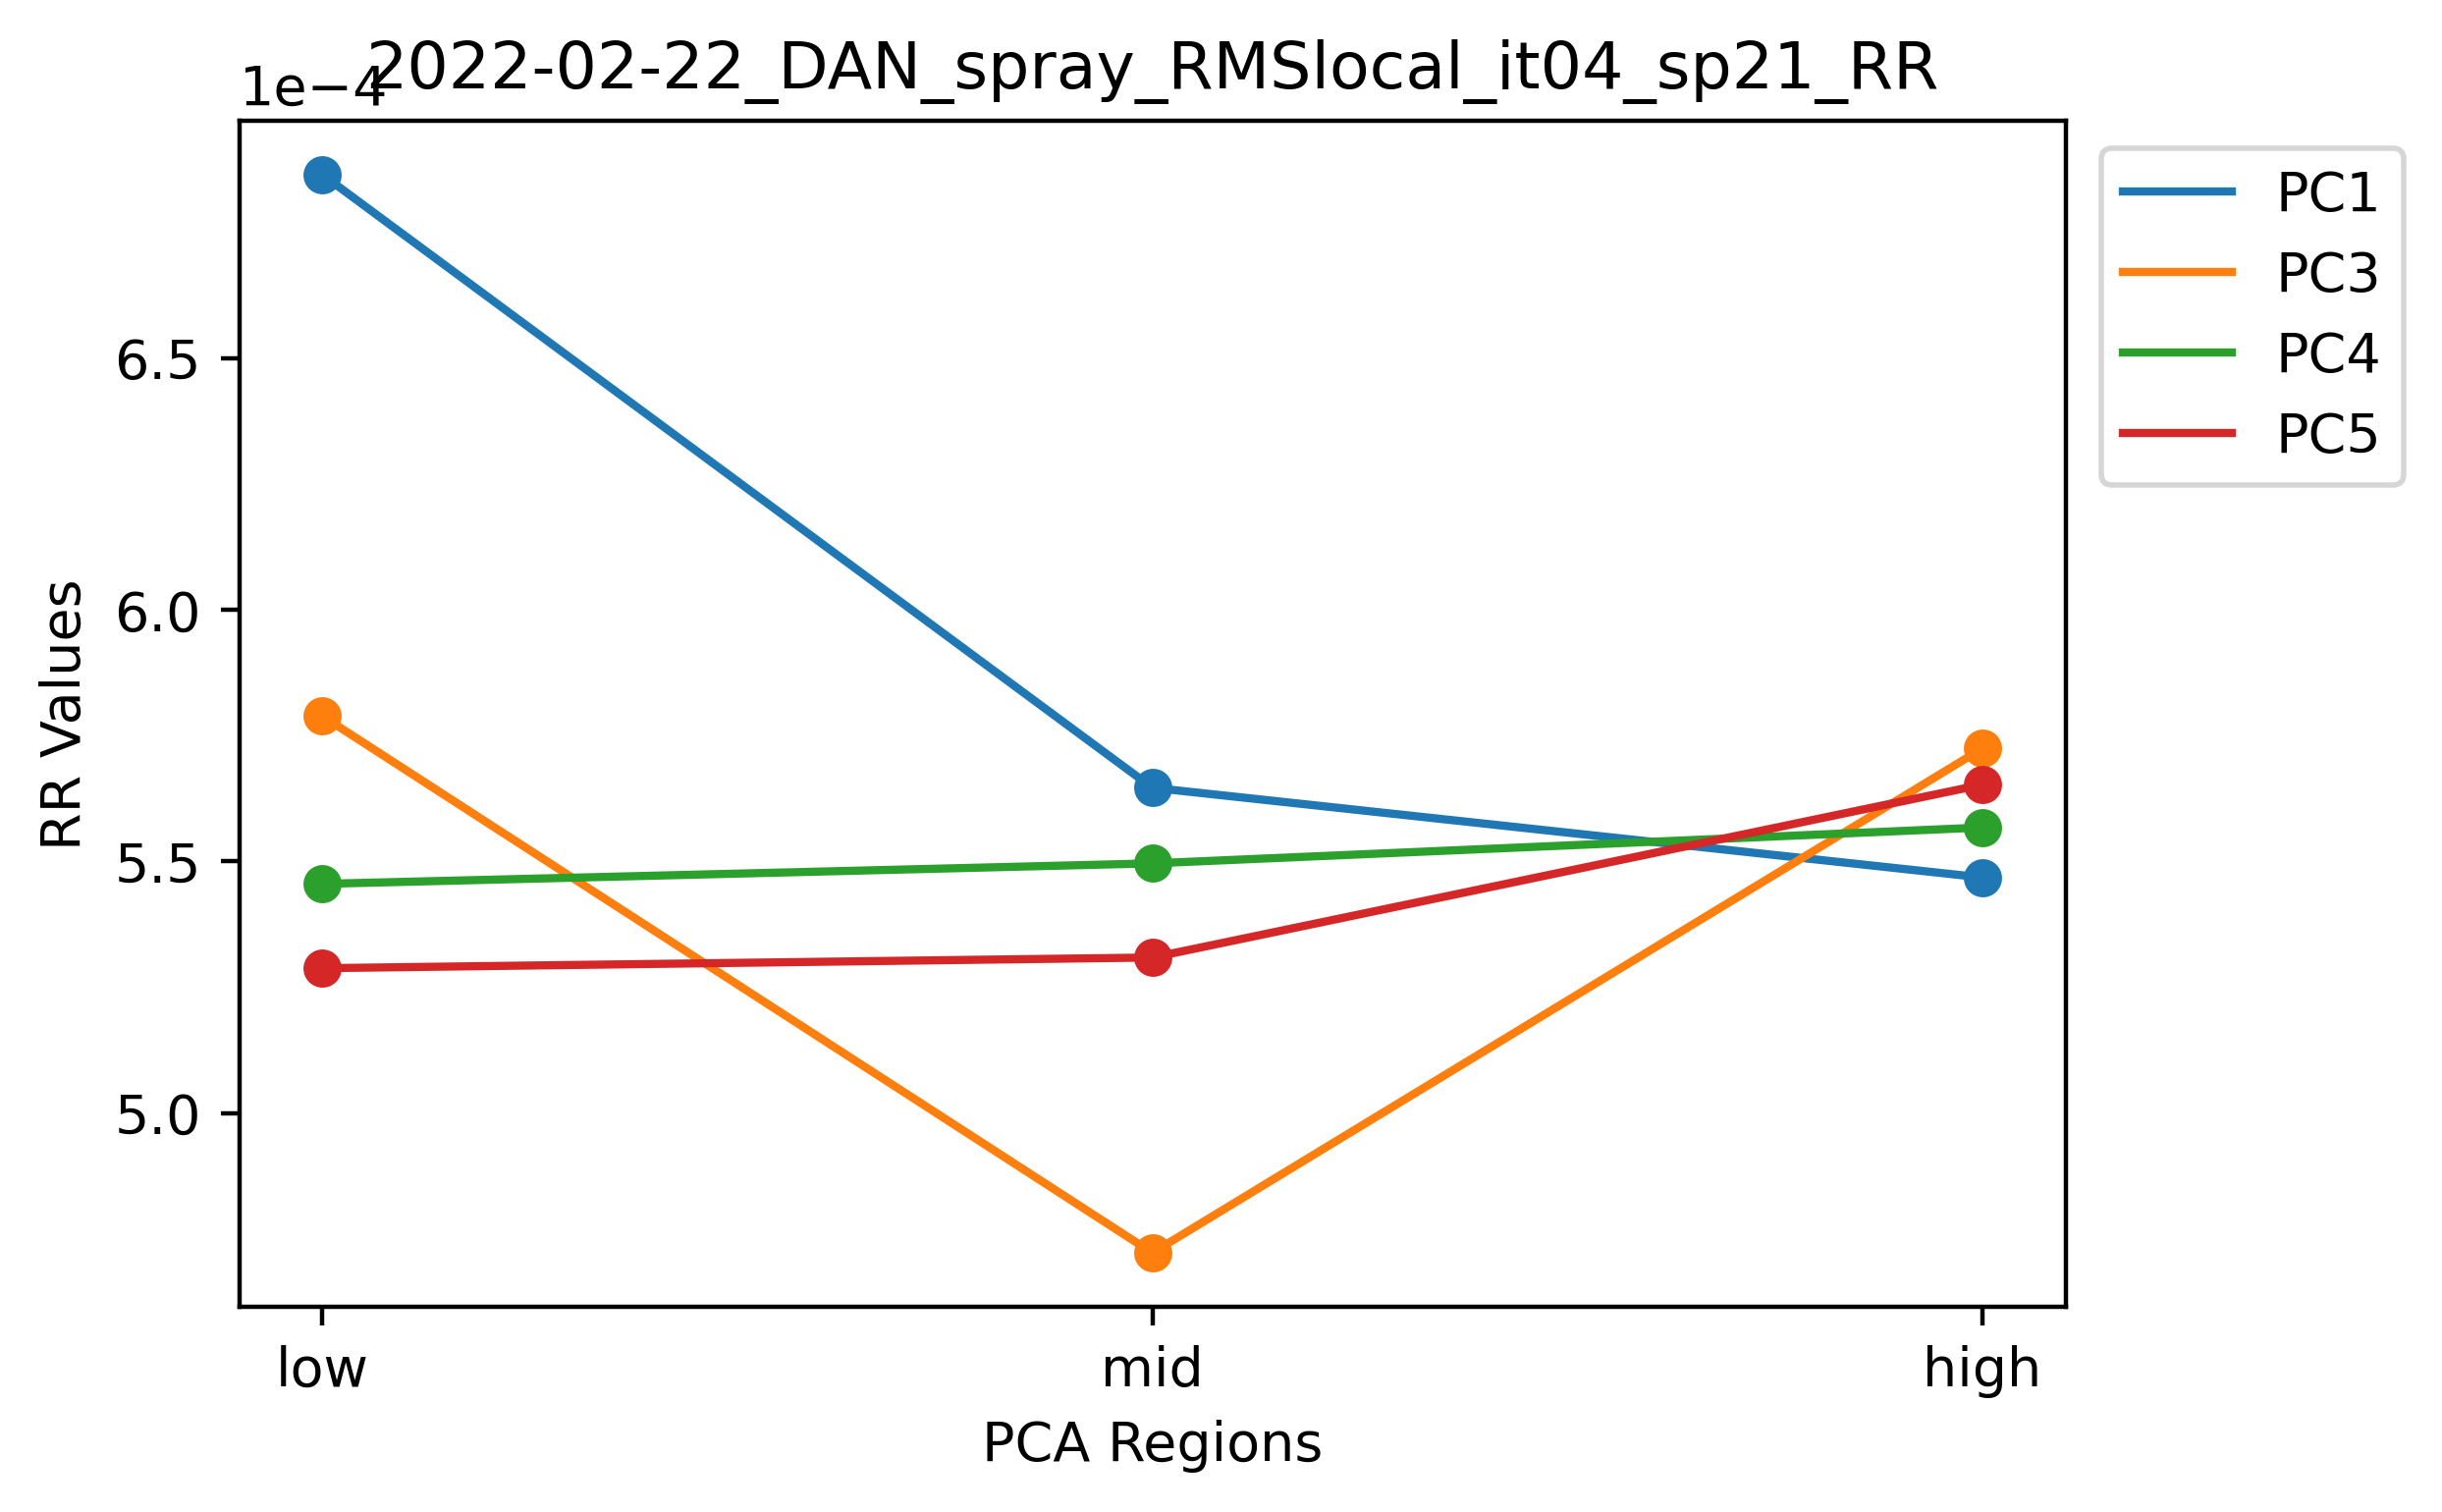 1e−4
2022-02-22_DAN_spray_RMSlocal_it04_sp21_RR
PC1
PC3
PC4
PC5
6.5
6.0
5.5
5.0
RR Values
low mid high
PCA Regions